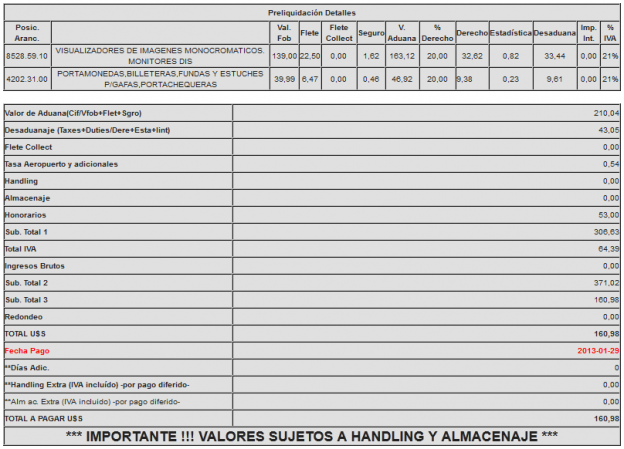 Preliquidación Detalles
Posic. Aranc. Val. Fob Flete Flete Collect Seguro V. Aduana % Derecho Derecho Estadística Desaduana Imp. Int. % IVA
8528.59.10 VISUALIZADORES DE IMAGENES MONOCROMATICOS. MONITORES DIS 139,00 22,50 0,00 1,62 163,12 20,00 32,62 0,82 33,44 0,00 21%
4202.31.00 PORTAMONEDAS,BILLETERAS,FUNDAS Y ESTUCHES P/GAFAS,PORTACHEQUERAS 39,99 6,47 0,00 0,46 46,92 20,00 9,38 0,23 9,61 0,00 21%
Valor de Aduana(Cif/Vfob+Flet+Sgro) 210,04
Desaduanaje (Taxes+Duties/Dere+Esta+Iint) 43,05
Flete Collect 0,00
Tasa Aeropuerto y adicionales 0,54
Handling 0,00
Almacenaje 0,00
Honorarios 53,00
Sub. Total 1 306,63
Total IVA 64,39
Ingresos Brutos 0,00
Sub. Total 2 371,02
Sub. Total 3 160,98
Redondeo 0,00
TOTAL U$S 160,98
Fecha Pago 2013-01-29
**Días Adic. 0
**Handling Extra (IVA incluído) -por pago diferido- 0,00
**Alm ac. Extra (IVA incluido) -por pago diferido- 0,00
TOTAL A PAGAR U$S 160,98
*** IMPORTANTE !!! VALORES SUJETOS A HANDLING Y ALMACENAJE ***